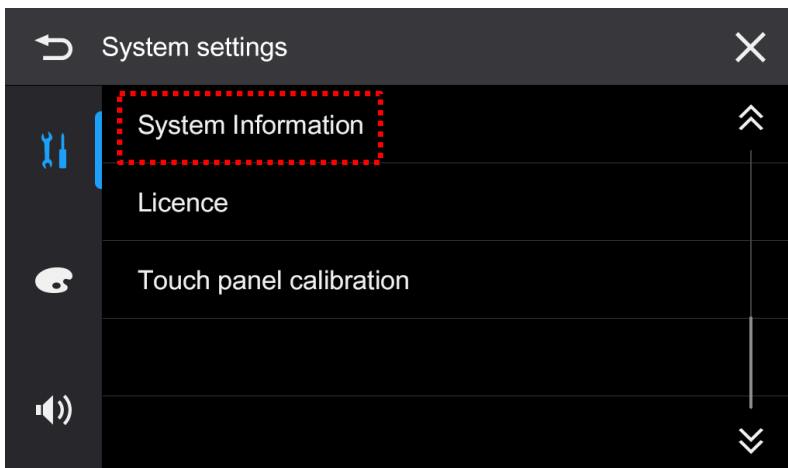 System settings
System Information
Licence
Touch panel calibration